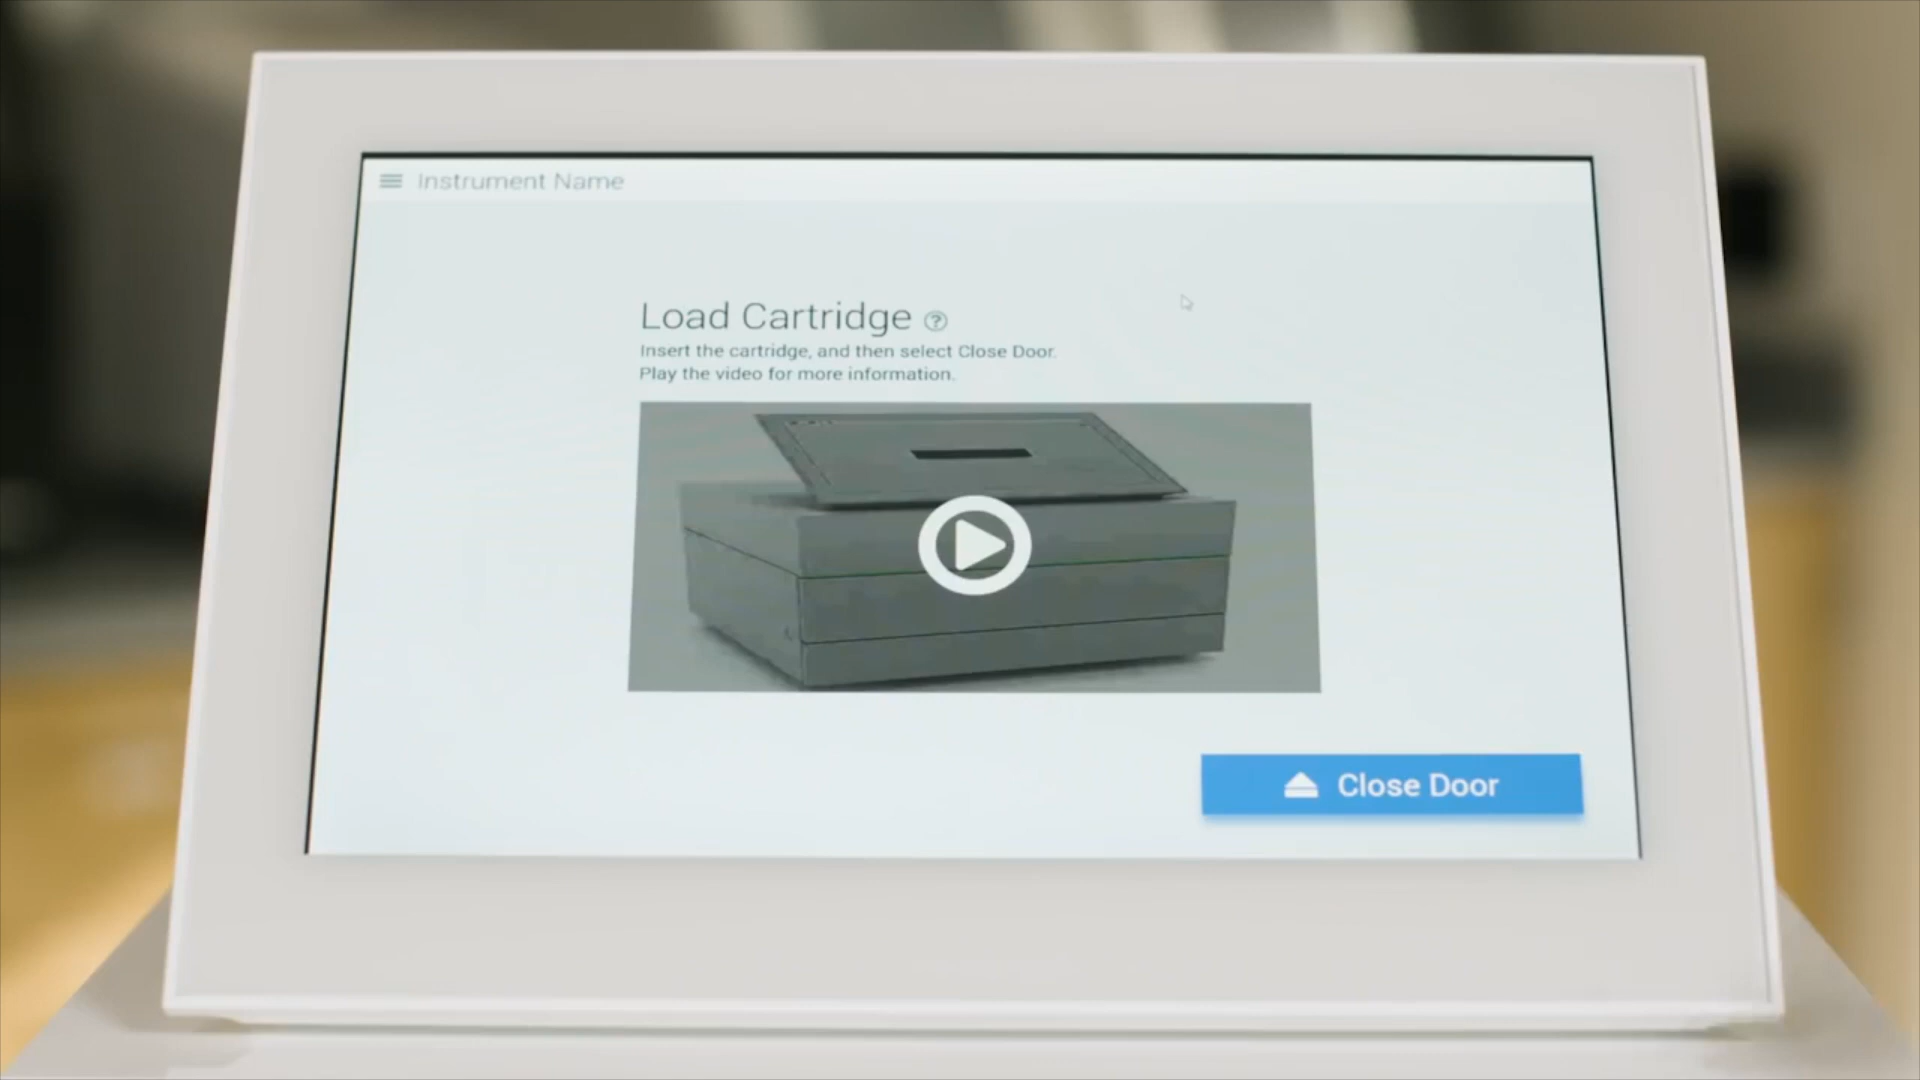 Instrument Name
Load Cartridge
Insert the cartridge, and then select Close Door.
Play the video for more information.
Close Door